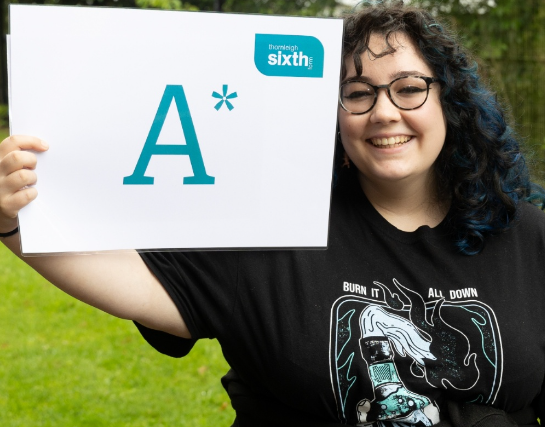 thornleigh
sixth
form
A*
BURN IT ALL DOWN